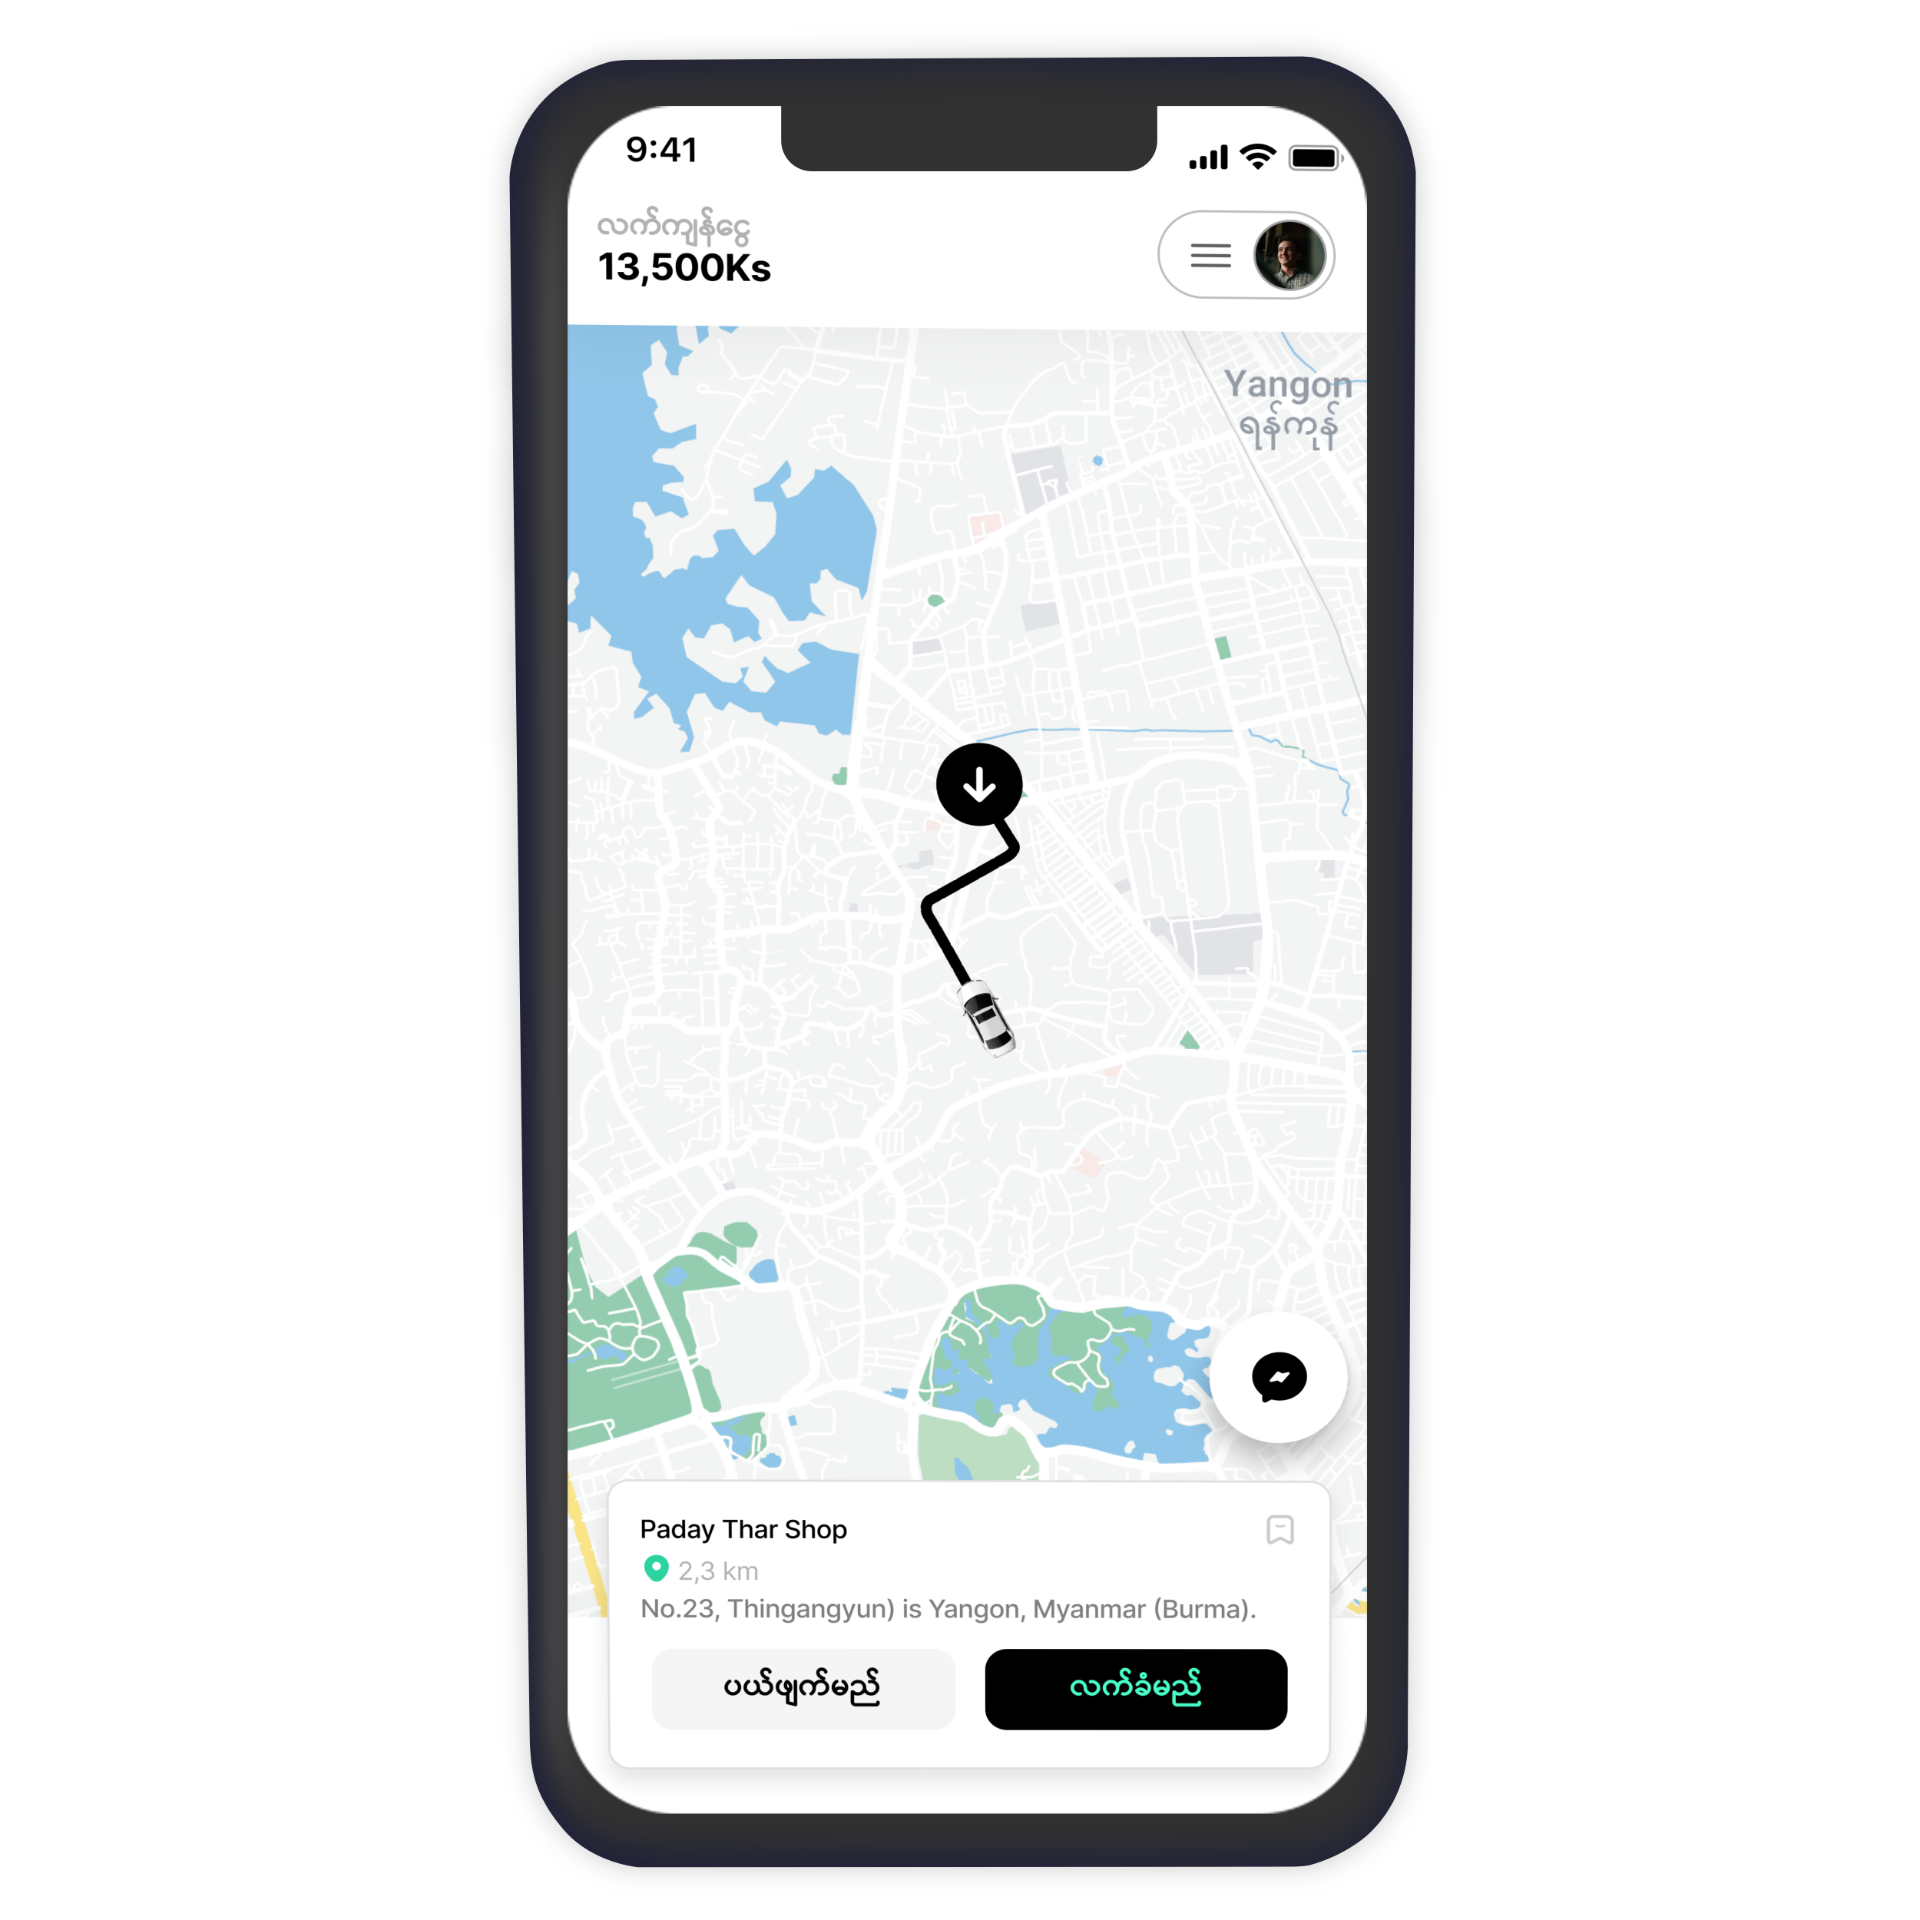 9:41
လက်ကျန်ငွေ
13,500Ks
Yangon
ရန်ကုန်
Paday Thar Shop
2,3 km
No.23, Thingangyun) is Yangon, Myanmar (Burma).
ပယ်ဖျက်မည်
လက်ခံမည်